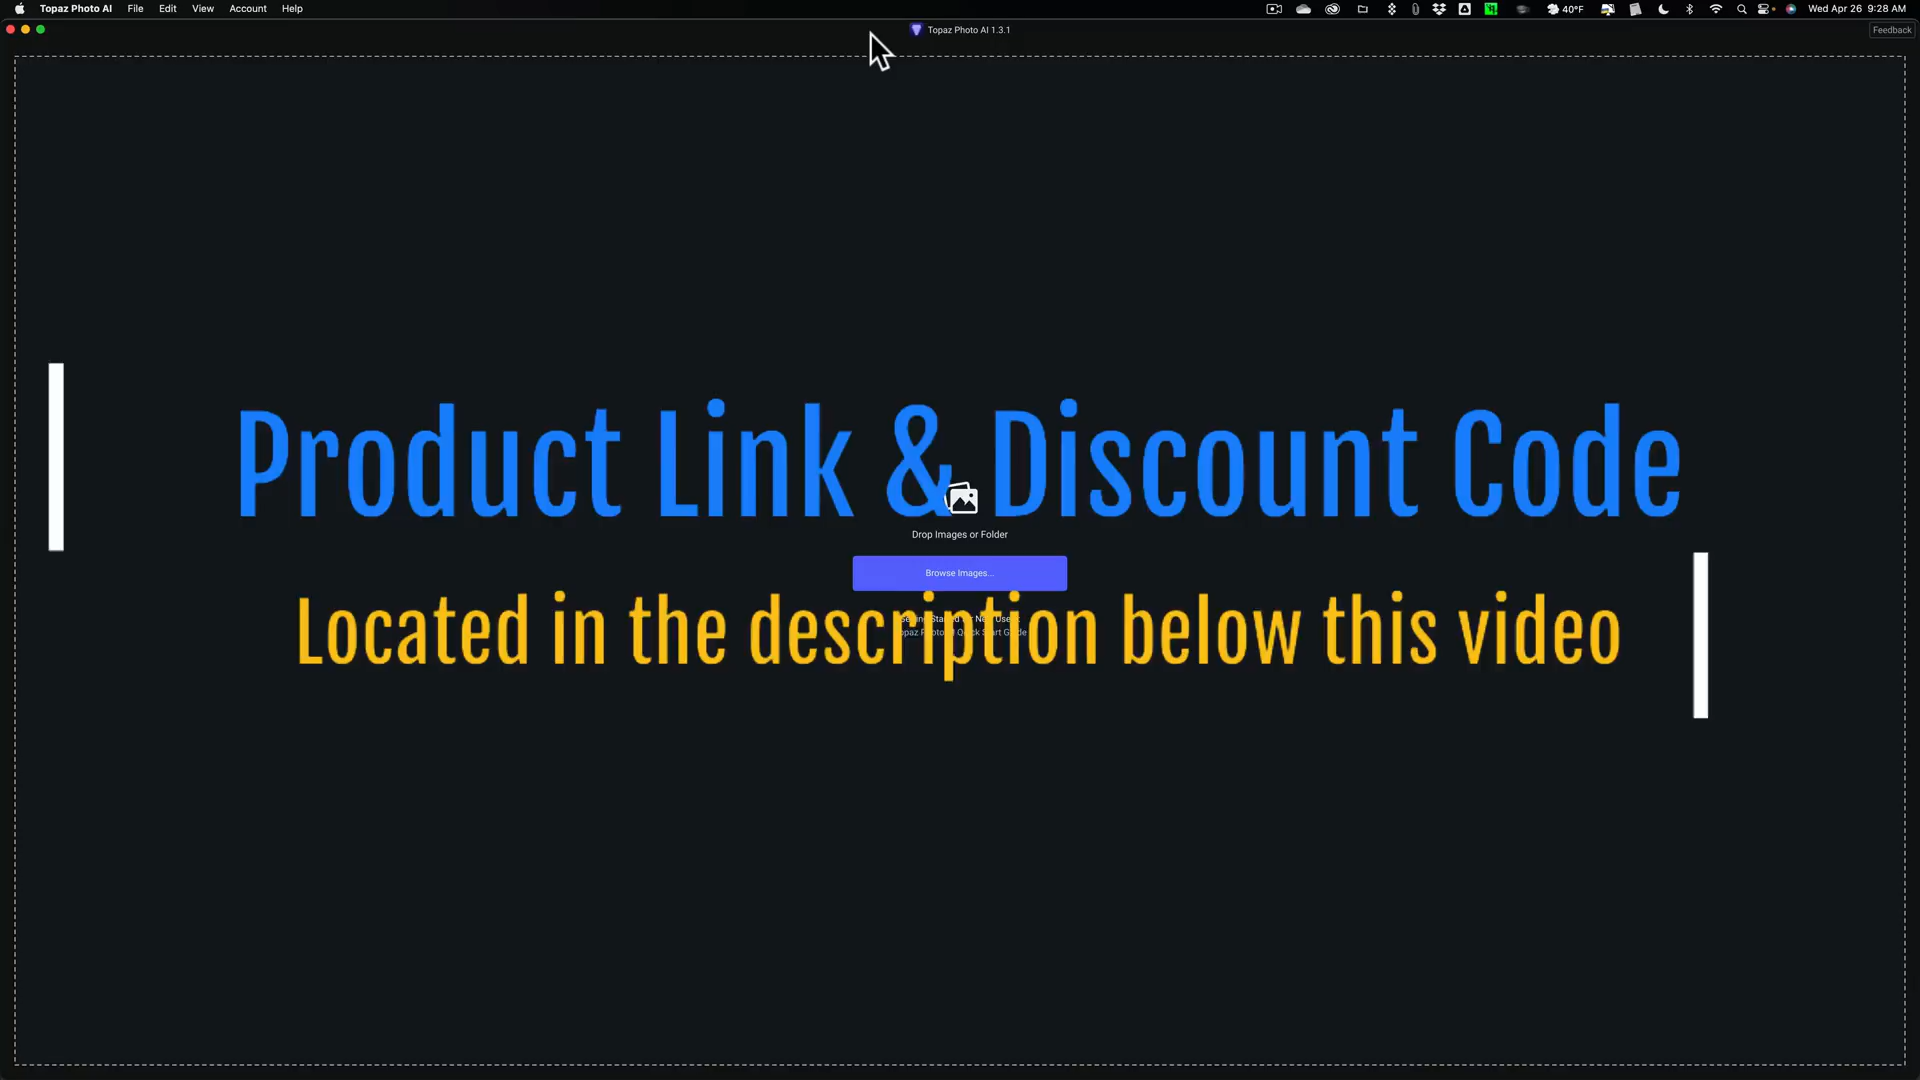 Topaz Photo AI File Edit View Account Help 40°F Wed Apr 26 9:28 AM
Topaz Photo AI 1.3.1 Feedback
Product Link & Discount Code
Drop Images or Folder
Browse Images...
Located in the description below this video